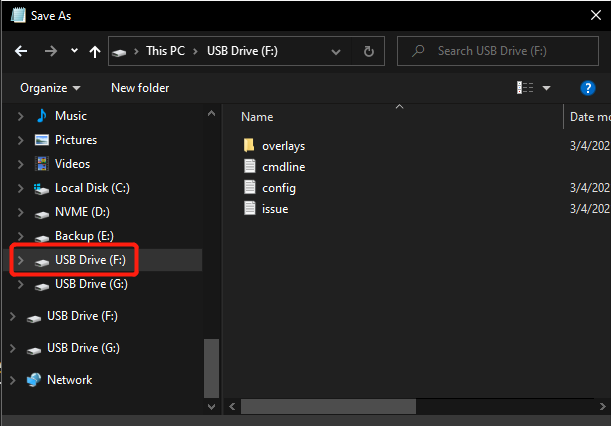 Save As
This PC > USB Drive (F:)
Search USB Drive (F:)
Organize New folder
?
Music
Pictures
Videos
Local Disk (C:)
NVME (D:)
Backup (E:)
USB Drive (F:)
USB Drive (G:)
USB Drive (F:)
USB Drive (G:)
Network
Name Date mo
overlays 3/4/202
cmdline
config 3/4/202
issue 3/4/202